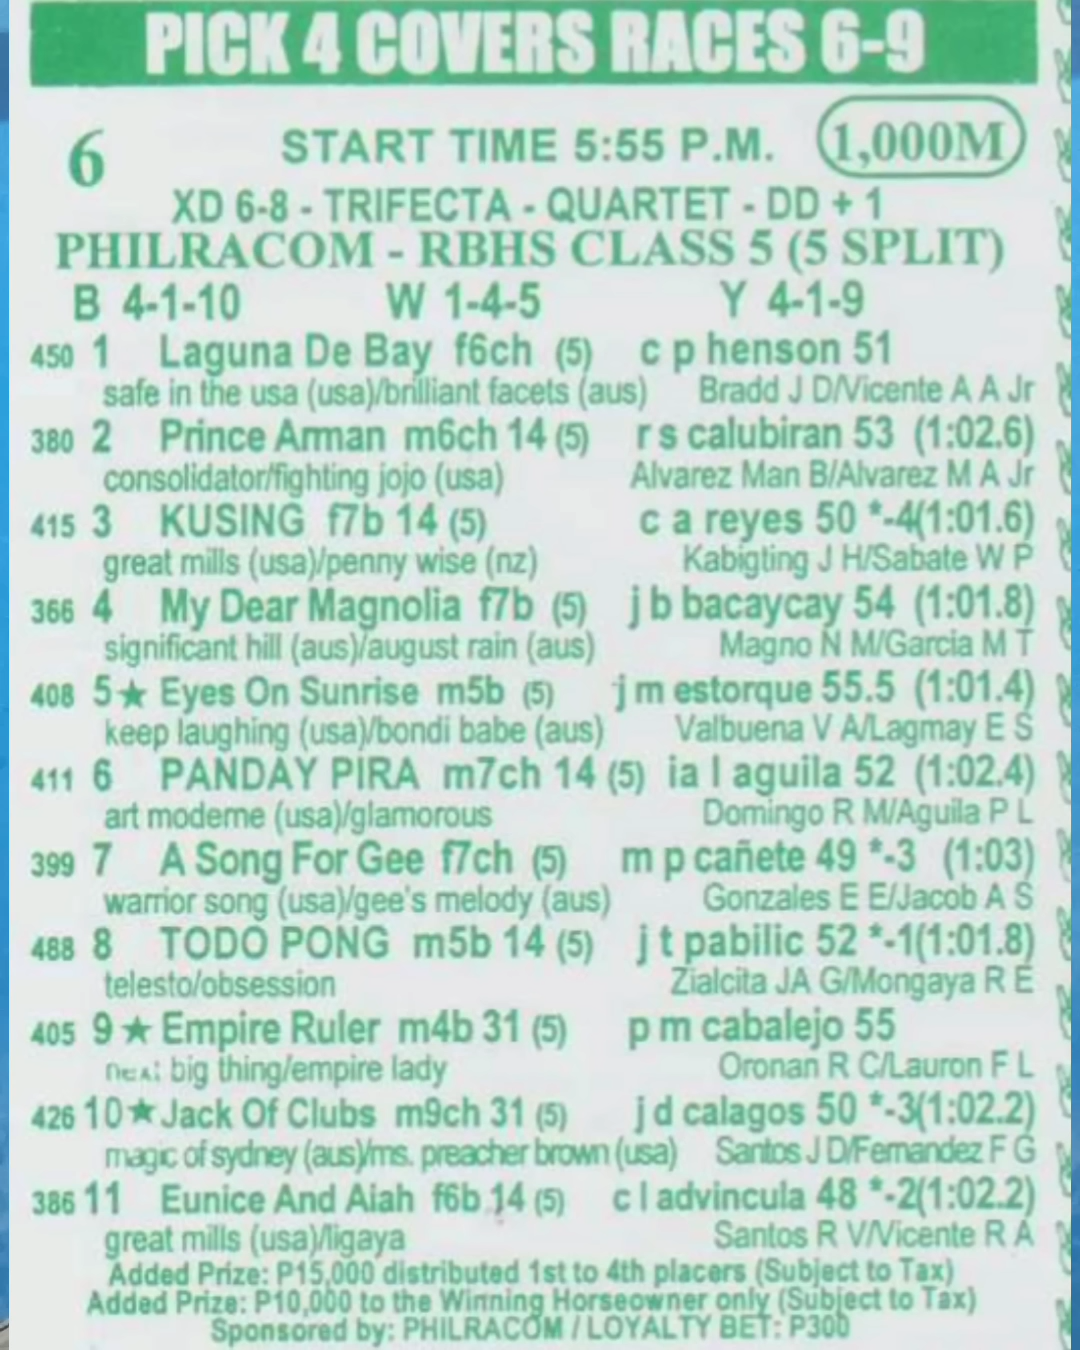 PICK 4 COVERS RACES 6-9
6 START TIME 5:55 P.M. 1,000M
XD 6-8 - TRIFECTA - QUARTET - DD + 1
PHILRACOM - RBHS CLASS 5 (5 SPLIT)
B 4-1-10 W 1-4-5 Y 4-1-9
450 1 Laguna De Bay f6ch (5) c p henson 51
safe in the usa (usa)/brilliant facets (aus) Bradd J D/Vicente A A Jr
380 2 Prince Arman m6ch 14 (5) r s calubiran 53 (1:02.6)
consolidator/fighting jojo (usa) Alvarez Man B/Alvarez M A Jr
415 3 KUSING f7b 14 (5) c a reyes 50 *-4(1:01.6)
great mills (usa)/penny wise (nz) Kabigting J H/Sabate W P
366 4 My Dear Magnolia f7b (5) j b bacaycay 54 (1:01.8)
significant hill (aus)/august rain (aus) Magno N M/Garcia M T
408 5★ Eyes On Sunrise m5b (5) j m estorque 55.5 (1:01.4)
keep laughing (usa)/bondi babe (aus) Valbuena V A/Lagmay E S
411 6 PANDAY PIRA m7ch 14 (5) ia l aguila 52 (1:02.4)
art moderne (usa)/glamorous Domingo R M/Aguila P L
399 7 A Song For Gee f7ch (5) m p cañete 49 *-3 (1:03)
warrior song (usa)/gee's melody (aus) Gonzales E E/Jacob A S
488 8 TODO PONG m5b 14 (5) j t pabilic 52 *-1(1:01.8)
telesto/obsession Zialcita JA G/Mongaya R E
405 9★ Empire Ruler m4b 31 (5) p m cabalejo 55
next big thing/empire lady Oronan R C/Lauron F L
426 10★ Jack Of Clubs m9ch 31 (5) j d calagos 50 *-3(1:02.2)
magic of sydney (aus)/ms. preacher brown (usa) Santos J D/Fernandez F G
386 11 Eunice And Aiah f6b 14 (5) c l advincula 48 *-2(1:02.2)
great mills (usa)/ligaya Santos R V/Vicente R A
Added Prize: P15,000 distributed 1st to 4th placers (Subject to Tax)
Added Prize: P10,000 to the Winning Horseowner only (Subject to Tax)
Sponsored by: PHILRACOM / LOYALTY BET: P300